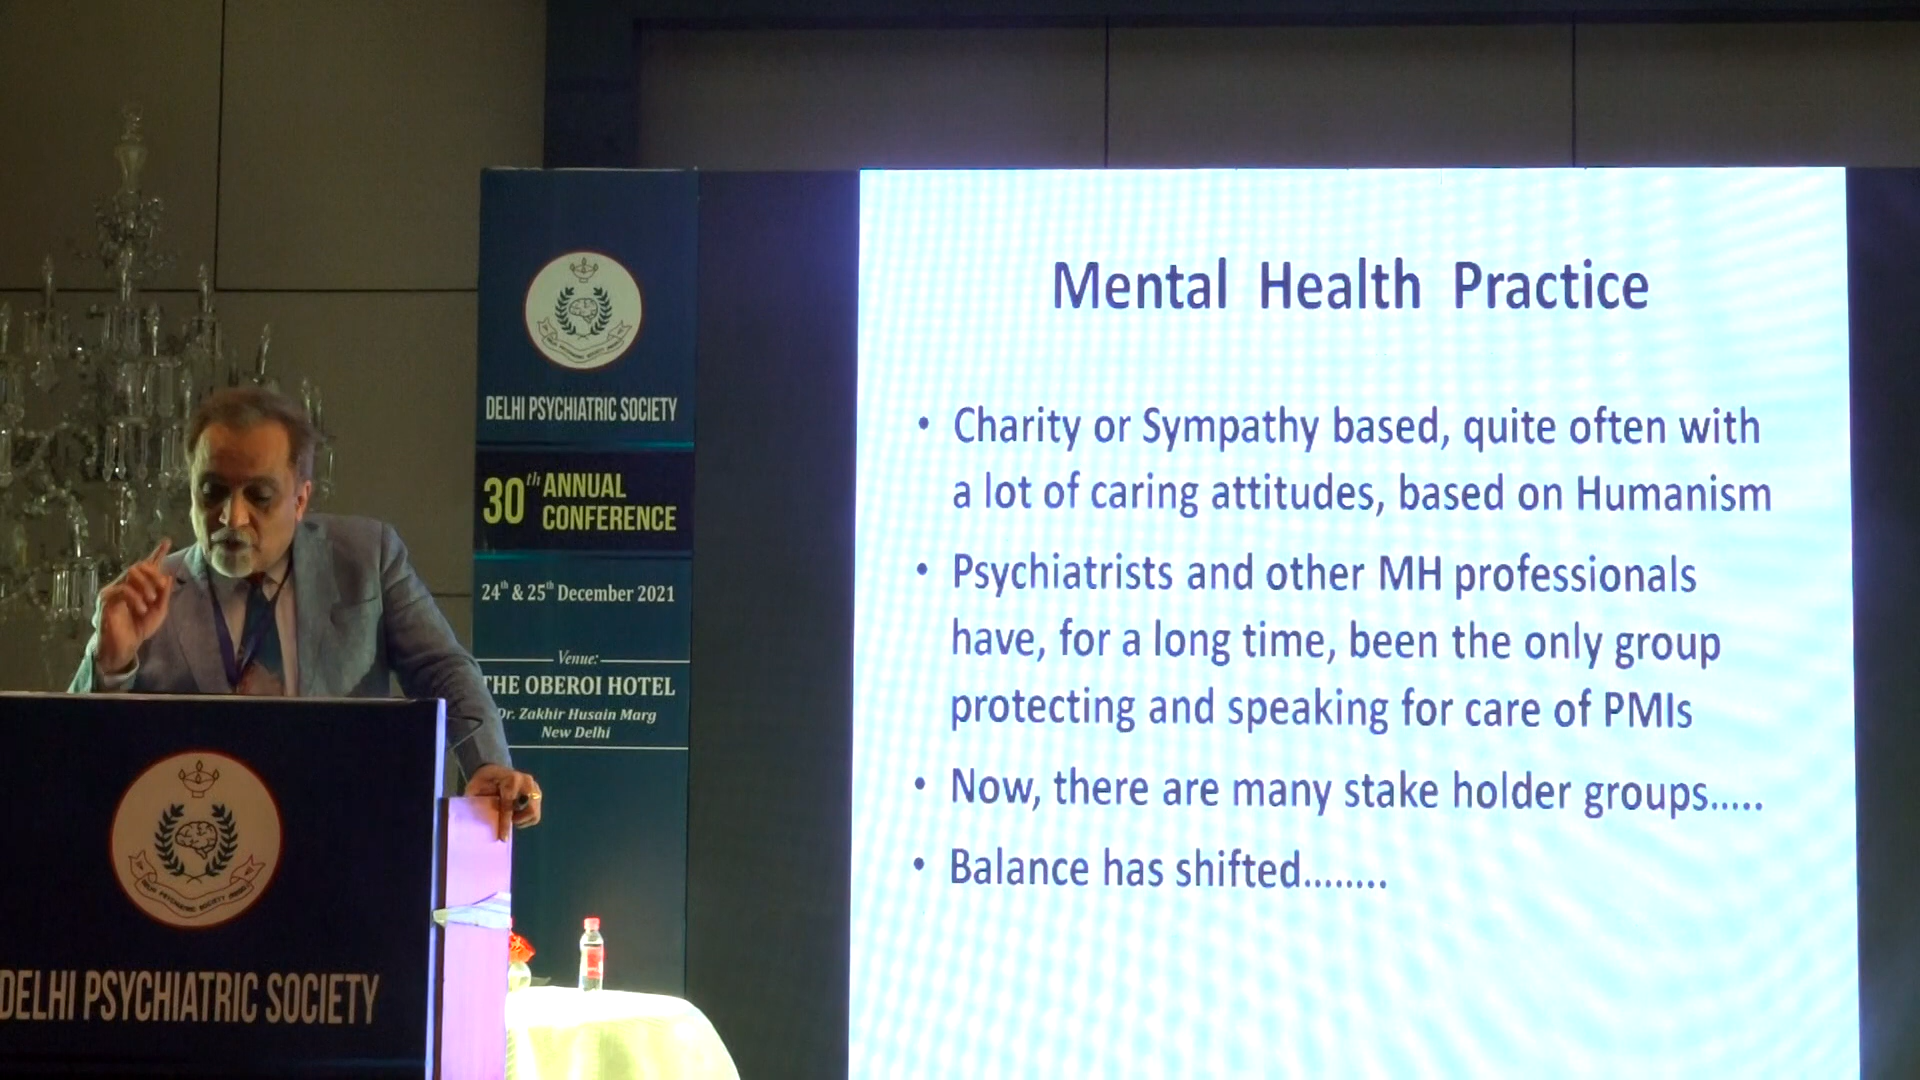 DELHI PSYCHIATRIC SOCIETY
30th ANNUAL
CONFERENCE
24th & 25th December 2021
Venue:
THE OBEROI HOTEL
Dr. Zakhir Husain Marg
New Delhi
Mental Health Practice
• Charity or Sympathy based, quite often with
a lot of caring attitudes, based on Humanism
• Psychiatrists and other MH professionals
have, for a long time, been the only group
protecting and speaking for care of PMIs
• Now, there are many stake holder groups.....
• Balance has shifted........
DELHI PSYCHIATRIC SOCIETY
DELHI PSYCHIATRIC SOCIETY